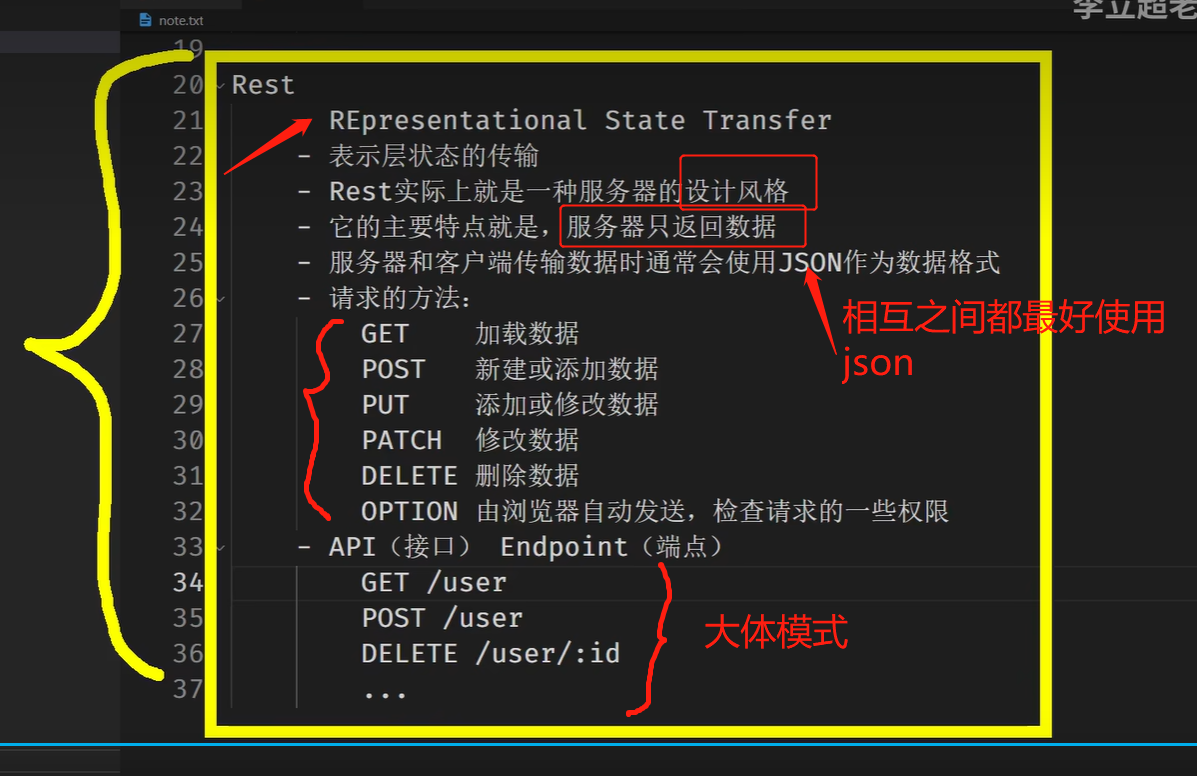 李立超老
note.txt
19
20 Rest
21 REpresentational State Transfer
22 - 表示层状态的传输
23 - Rest实际上就是一种服务器的设计风格
24 - 它的主要特点就是，服务器只返回数据
25 - 服务器和客户端传输数据时通常会使用JSON作为数据格式
26 - 请求的方法：
相互之间都最好使用
json
27 GET 加载数据
28 POST 新建或添加数据
29 PUT 添加或修改数据
30 PATCH 修改数据
31 DELETE 删除数据
32 OPTION 由浏览器自动发送，检查请求的一些权限
33 - API（接口） Endpoint（端点）
34 GET /user
35 POST /user
大体模式
36 DELETE /user/:id
37 ...